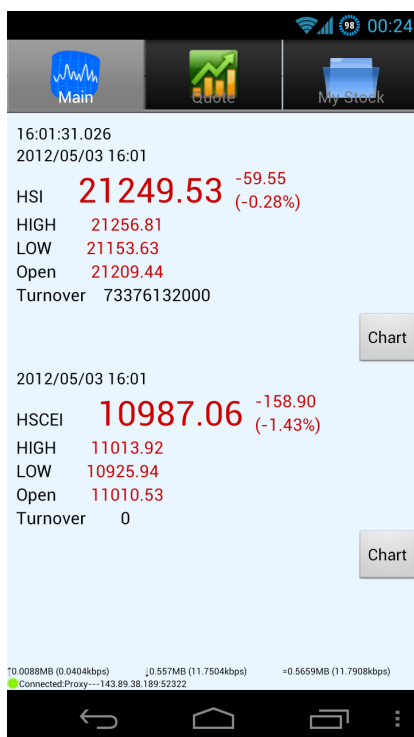 98 00:24
Main Quote My Stock
16:01:31.026
2012/05/03 16:01
HSI 21249.53 -59.55
(-0.28%)
HIGH 21256.81
LOW 21153.63
Open 21209.44
Turnover 73376132000
Chart
2012/05/03 16:01
HSCEI 10987.06 -158.90
(-1.43%)
HIGH 11013.92
LOW 10925.94
Open 11010.53
Turnover 0
Chart
↑0.0088MB (0.0404kbps) ↓0.557MB (11.7504kbps) =0.5659MB (11.7908kbps)
Connected:Proxy---143.89.38.189:52322